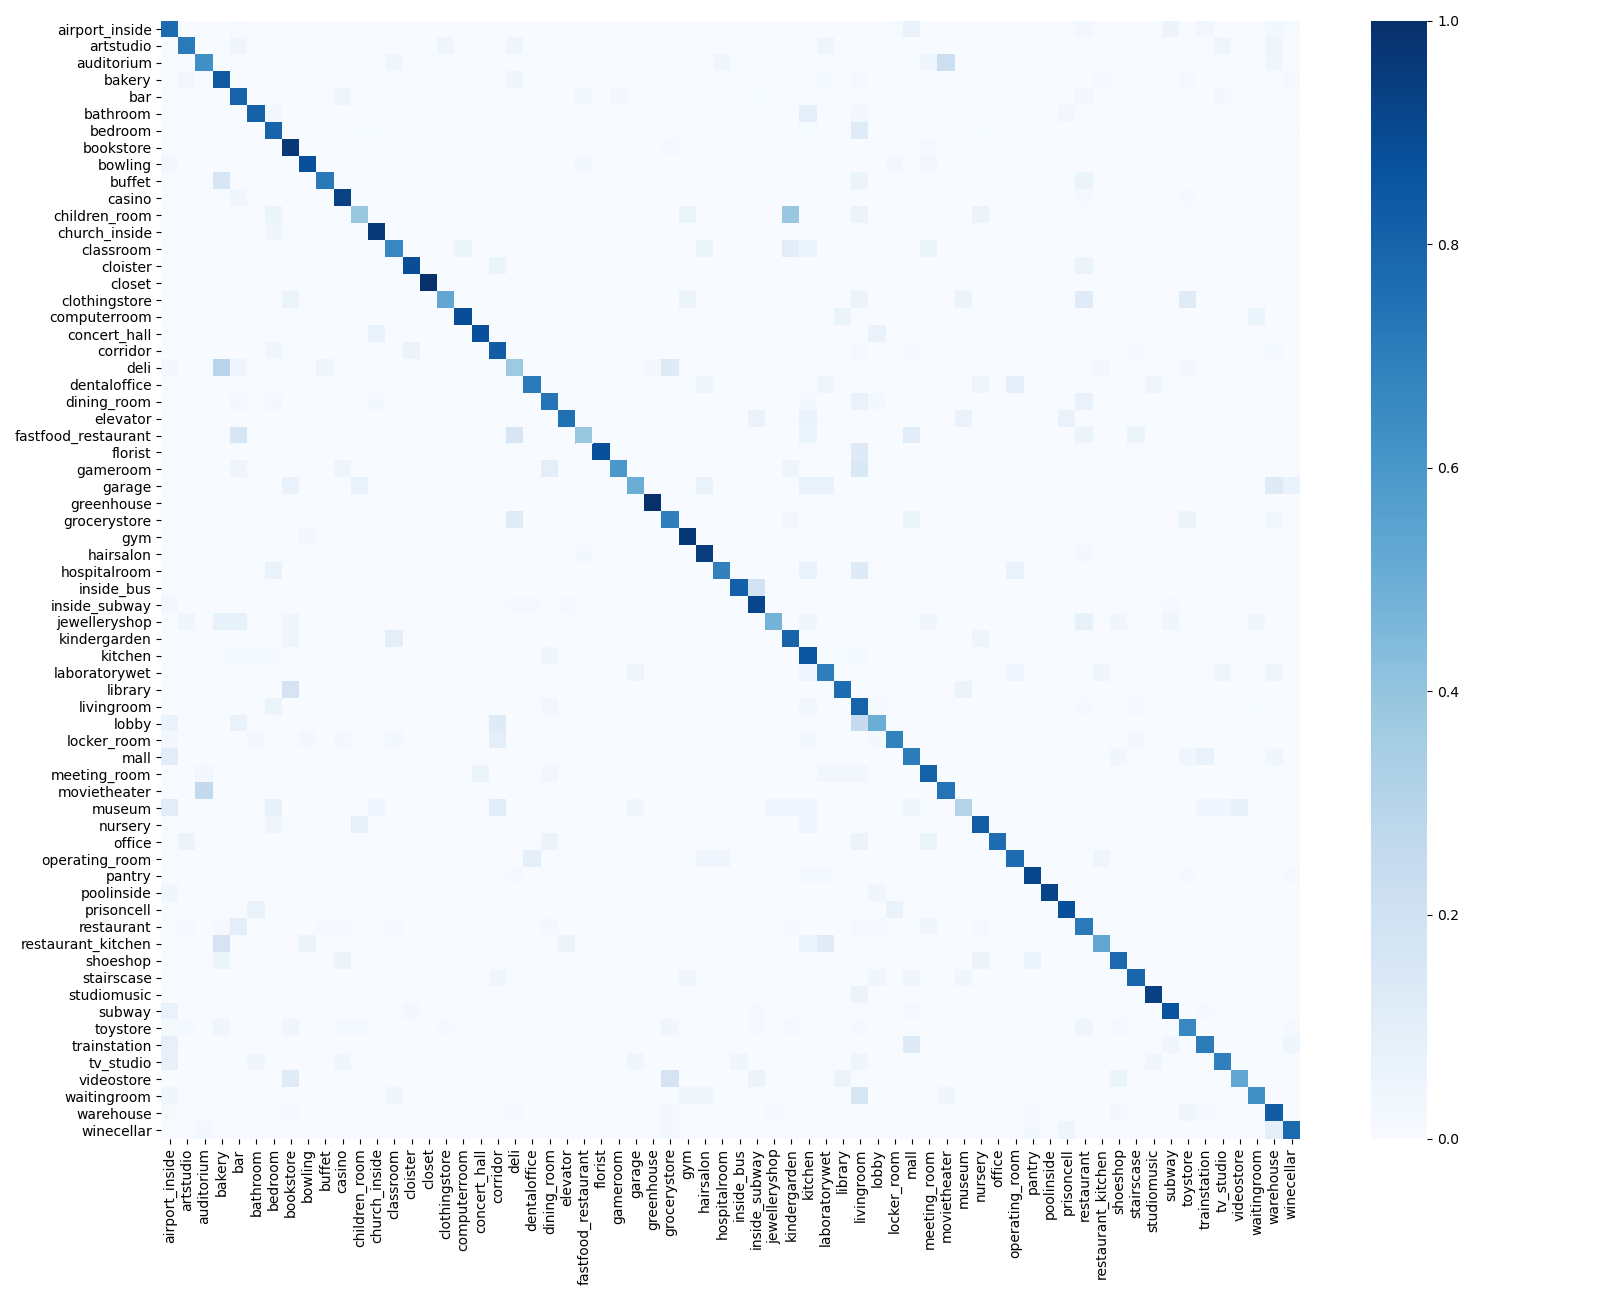 airport_inside
artstudio
auditorium
bakery
bar
bathroom
bedroom
bookstore
bowling
buffet
casino
children_room
church_inside
classroom
cloister
closet
clothingstore
computerroom
concert_hall
corridor
deli
dentaloffice
dining_room
elevator
fastfood_restaurant
florist
gameroom
garage
greenhouse
grocerystore
gym
hairsalon
hospitalroom
inside_bus
inside_subway
jewelleryshop
kindergarden
kitchen
laboratorywet
library
livingroom
lobby
locker_room
mall
meeting_room
movietheater
museum
nursery
office
operating_room
pantry
poolinside
prisoncell
restaurant
restaurant_kitchen
shoeshop
stairscase
studiomusic
subway
toystore
trainstation
tv_studio
videostore
waitingroom
warehouse
winecellar
airport_inside
artstudio
auditorium
bakery
bar
bathroom
bedroom
bookstore
bowling
buffet
casino
children_room
church_inside
classroom
cloister
closet
clothingstore
computerroom
concert_hall
corridor
deli
dentaloffice
dining_room
elevator
fastfood_restaurant
florist
gameroom
garage
greenhouse
grocerystore
gym
hairsalon
hospitalroom
inside_bus
inside_subway
jewelleryshop
kindergarden
kitchen
laboratorywet
library
livingroom
lobby
locker_room
mall
meeting_room
movietheater
museum
nursery
office
operating_room
pantry
poolinside
prisoncell
restaurant
restaurant_kitchen
shoeshop
stairscase
studiomusic
subway
toystore
trainstation
tv_studio
videostore
waitingroom
warehouse
winecellar
1.0
0.8
0.6
0.4
0.2
0.0